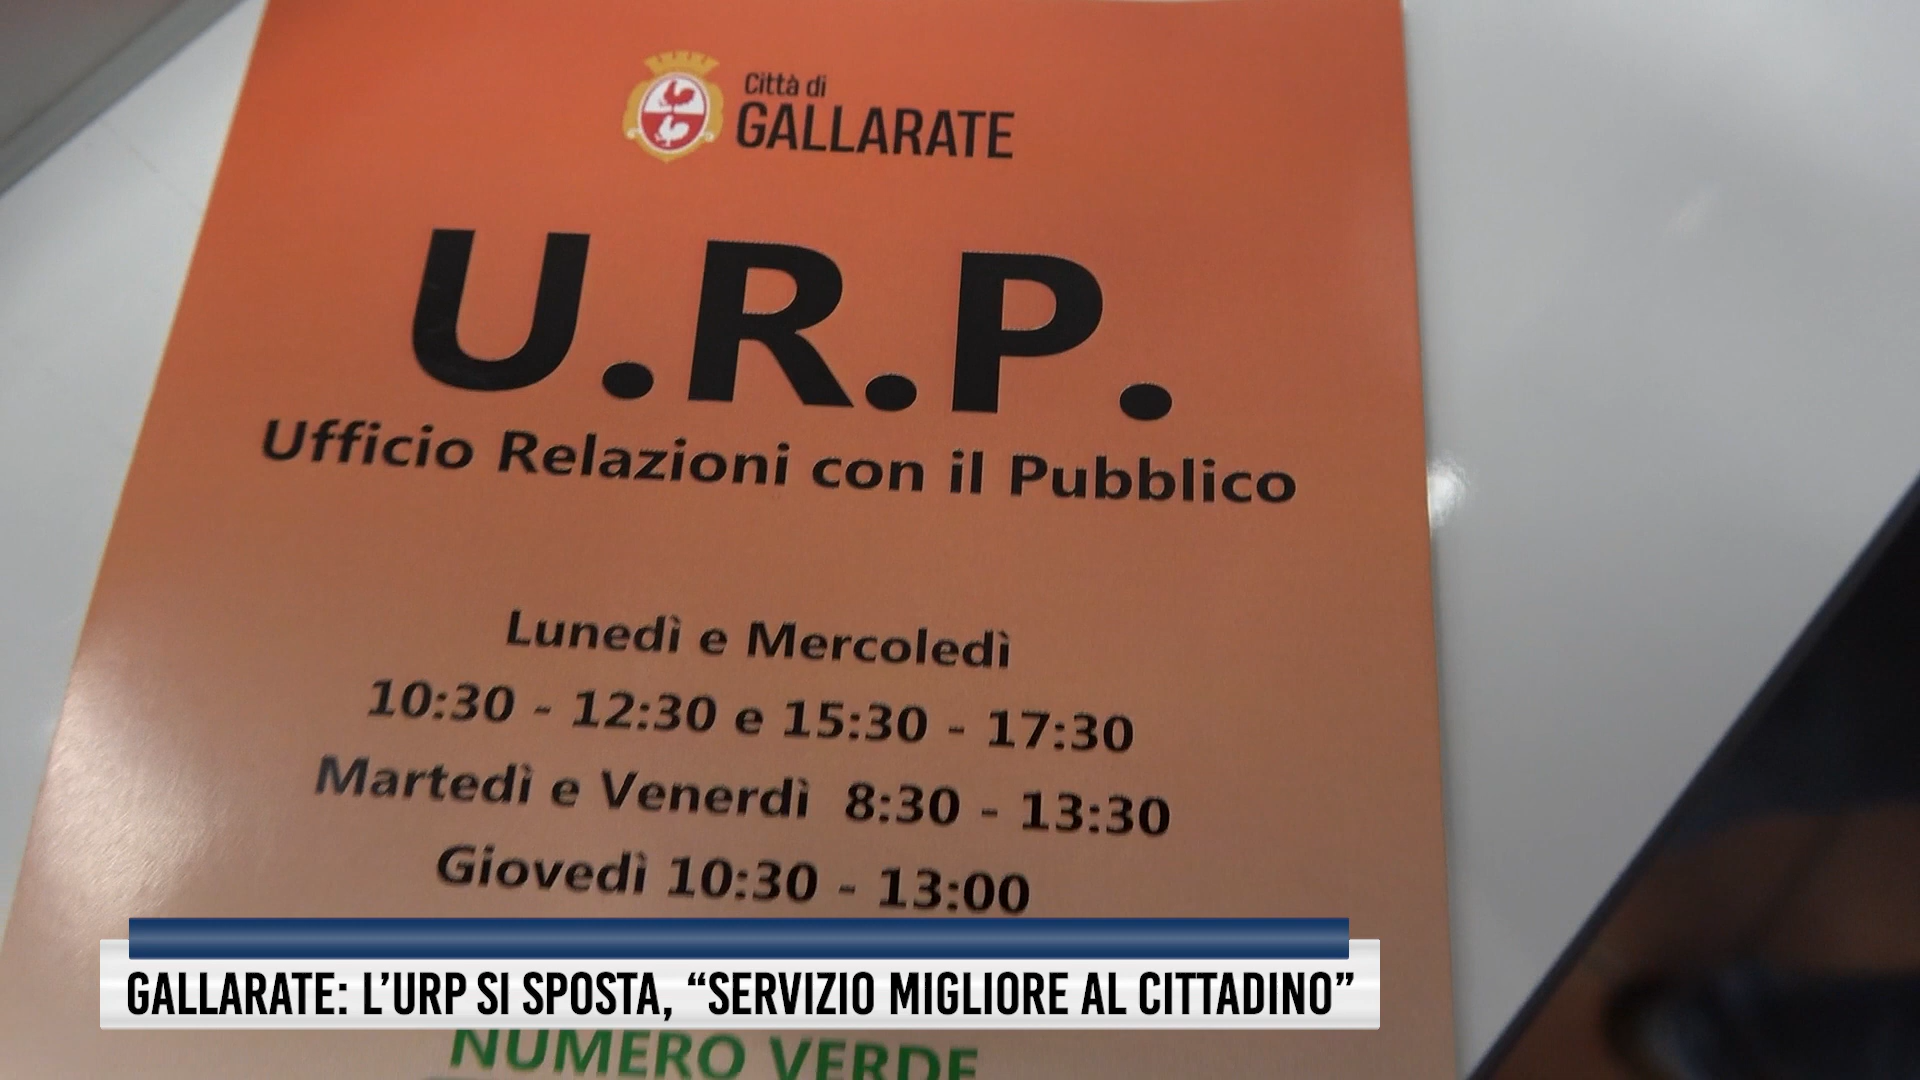 Città di
GALLARATE
U.R.P.
Ufficio Relazioni con il Pubblico
Lunedì e Mercoledì
10:30 - 12:30 e 15:30 - 17:30
Martedì e Venerdì 8:30 - 13:30
Giovedì 10:30 - 13:00
GALLARATE: L’URP SI SPOSTA, “SERVIZIO MIGLIORE AL CITTADINO”
NUMERO VERDE